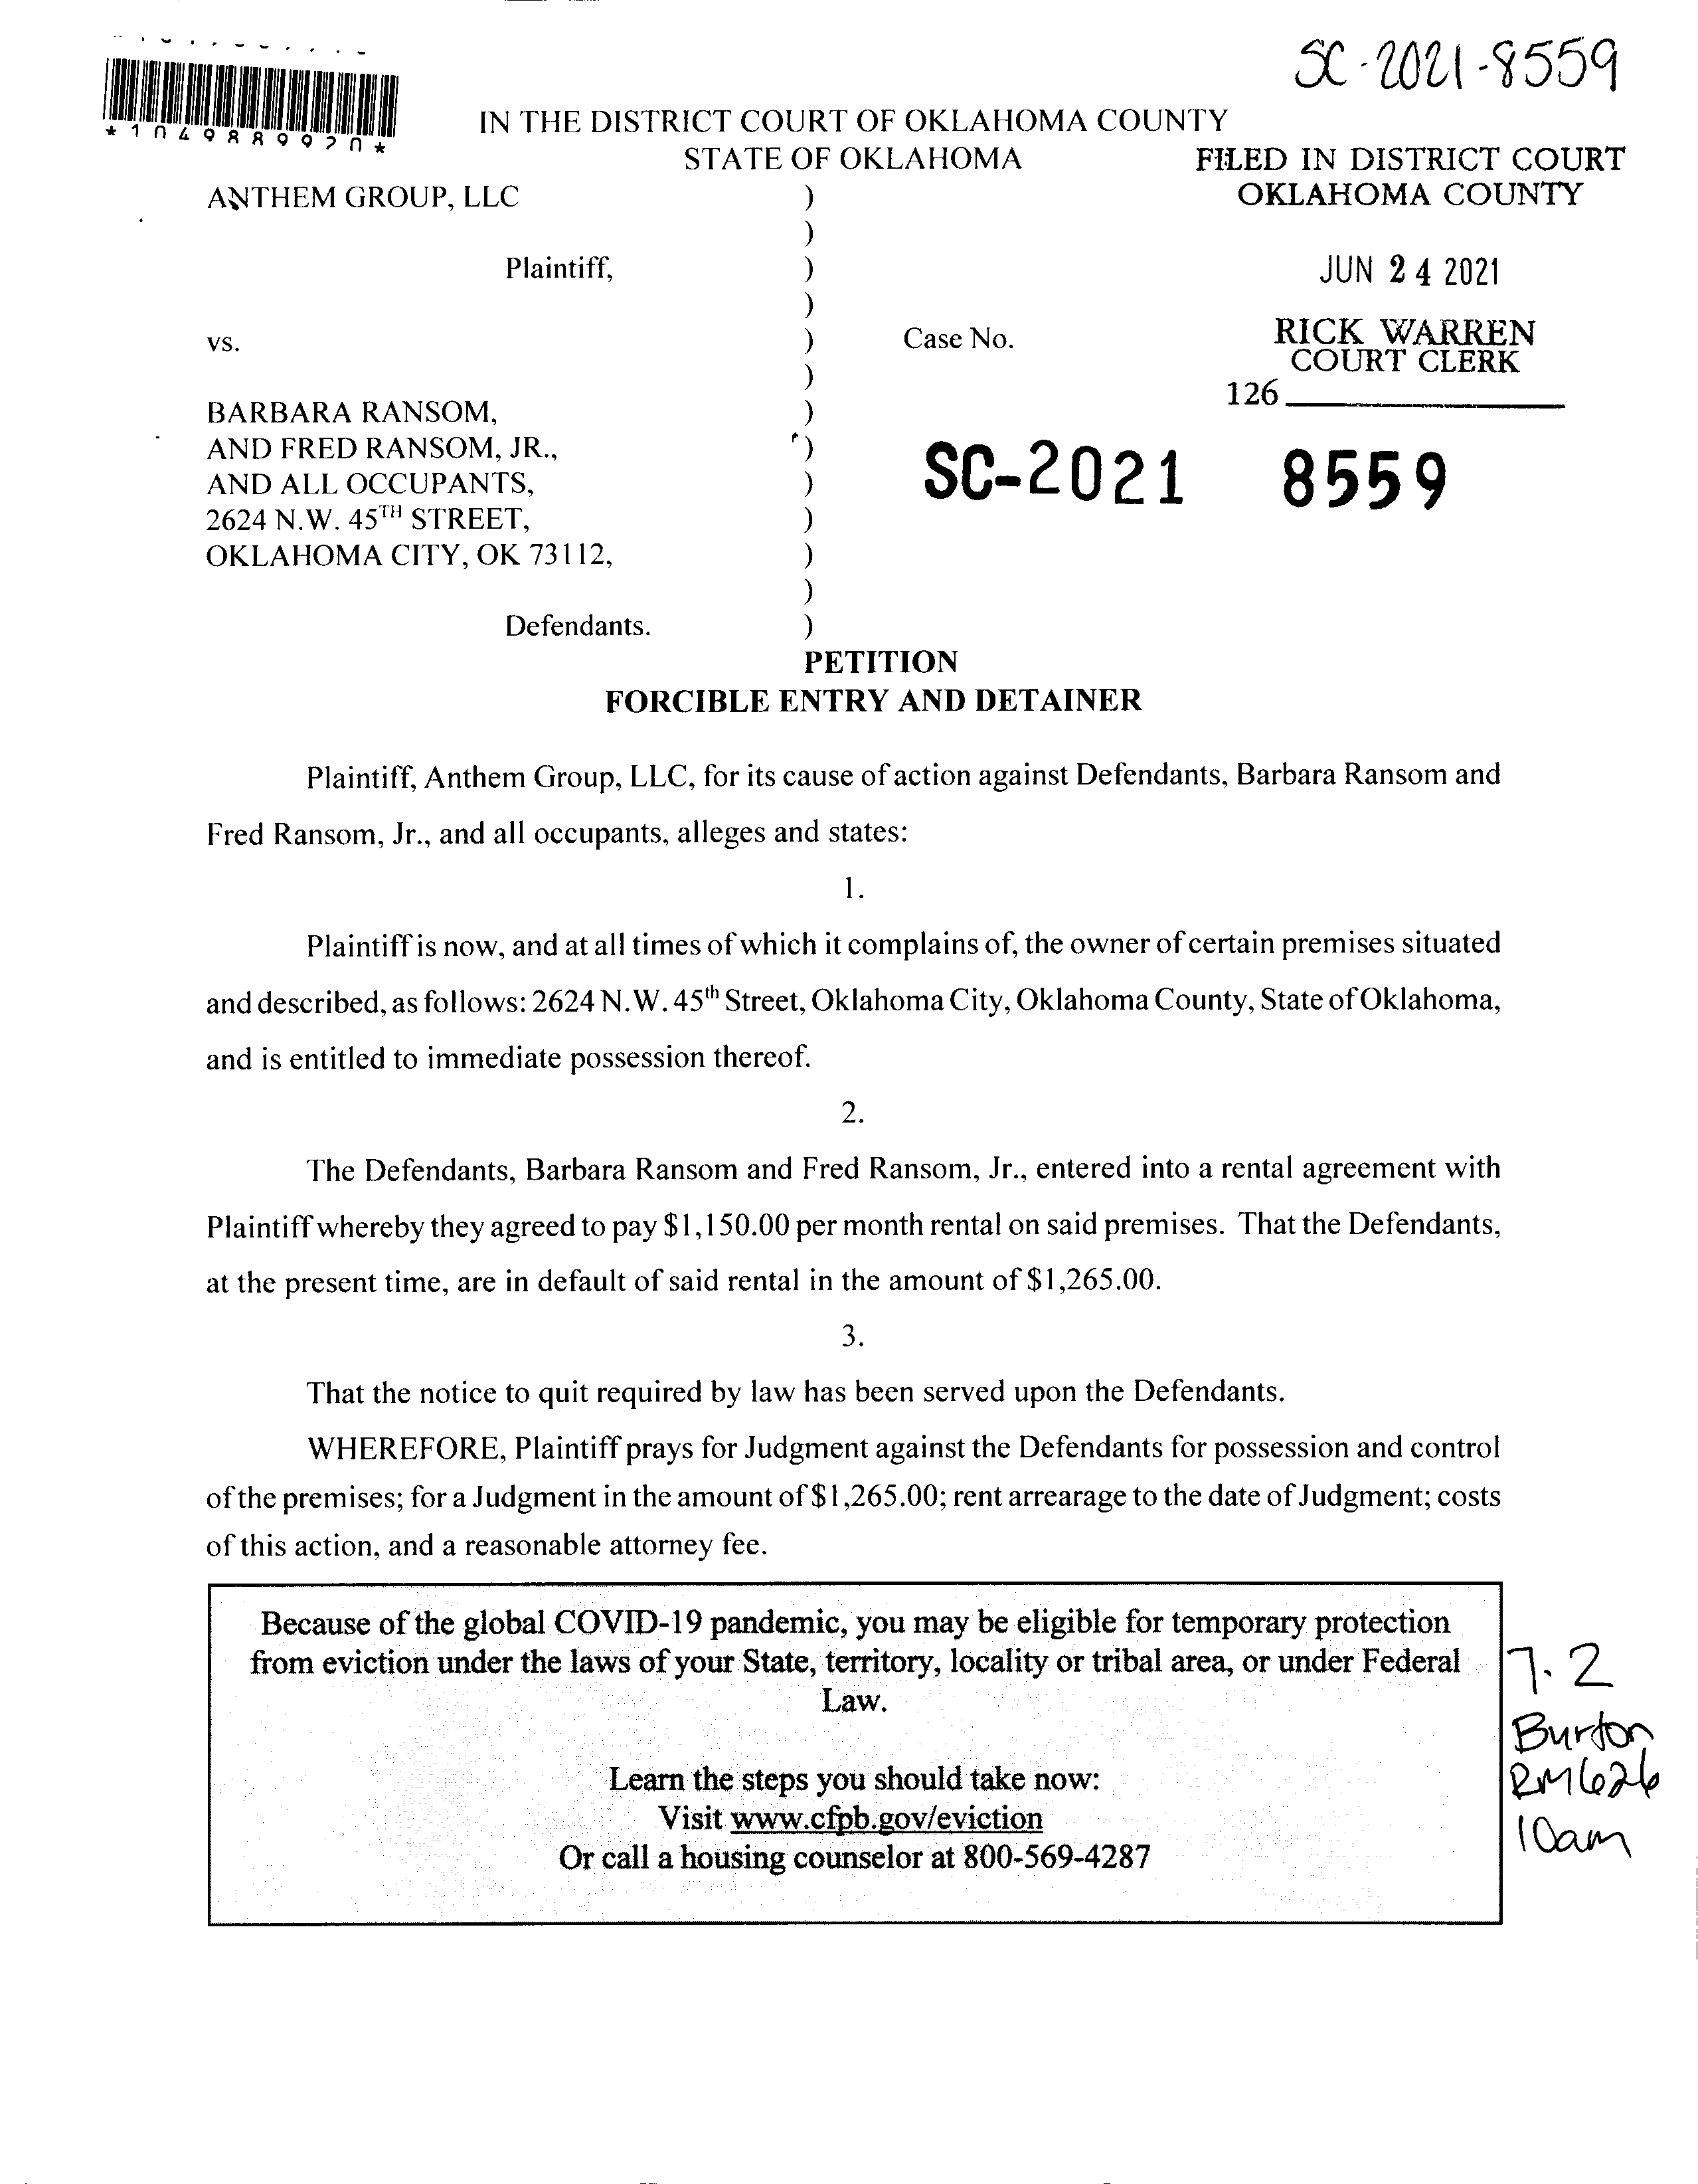 SC-2021-8559
*1049889920*
IN THE DISTRICT COURT OF OKLAHOMA COUNTY
STATE OF OKLAHOMA
FILED IN DISTRICT COURT
OKLAHOMA COUNTY
JUN 24 2021
RICK WARREN
COURT CLERK
126
ANTHEM GROUP, LLC )
)
Plaintiff, )
)
vs. ) Case No.
)
BARBARA RANSOM, )
AND FRED RANSOM, JR., )
AND ALL OCCUPANTS, ) SC-2021 8559
2624 N.W. 45TH STREET, )
OKLAHOMA CITY, OK 73112, )
)
Defendants. )
PETITION
FORCIBLE ENTRY AND DETAINER
Plaintiff, Anthem Group, LLC, for its cause of action against Defendants, Barbara Ransom and
Fred Ransom, Jr., and all occupants, alleges and states:
1.
Plaintiff is now, and at all times of which it complains of, the owner of certain premises situated
and described, as follows: 2624 N.W. 45th Street, Oklahoma City, Oklahoma County, State of Oklahoma,
and is entitled to immediate possession thereof.
2.
The Defendants, Barbara Ransom and Fred Ransom, Jr., entered into a rental agreement with
Plaintiff whereby they agreed to pay $1,150.00 per month rental on said premises. That the Defendants,
at the present time, are in default of said rental in the amount of $1,265.00.
3.
That the notice to quit required by law has been served upon the Defendants.
WHEREFORE, Plaintiff prays for Judgment against the Defendants for possession and control
of the premises; for a Judgment in the amount of $1,265.00; rent arrearage to the date of Judgment; costs
of this action, and a reasonable attorney fee.
Because of the global COVID-19 pandemic, you may be eligible for temporary protection
from eviction under the laws of your State, territory, locality or tribal area, or under Federal
Law.
Learn the steps you should take now:
Visit www.cfpb.gov/eviction
Or call a housing counselor at 800-569-4287
7.2
Burton
RM626
10am